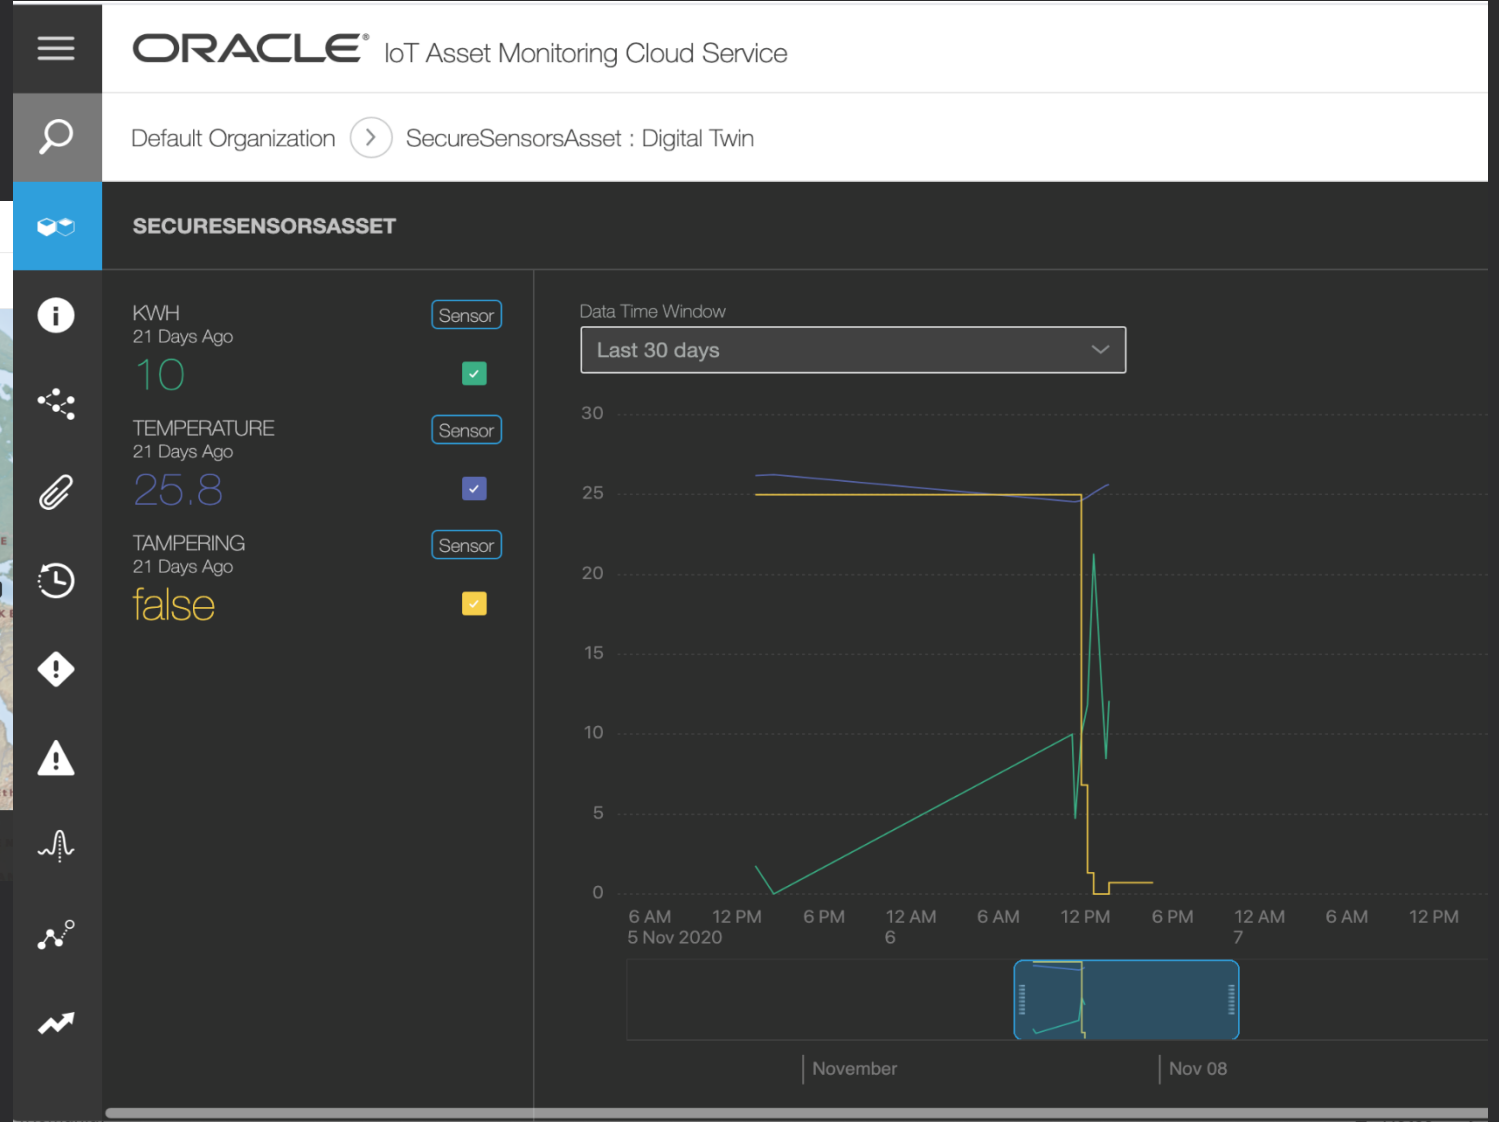 ORACLE® IoT Asset Monitoring Cloud Service
Default Organization > SecureSensorsAsset : Digital Twin
SECURESENSORSASSET
KWH
Sensor
21 Days Ago
10
TEMPERATURE
Sensor
21 Days Ago
25.8
TAMPERING
Sensor
21 Days Ago
false
Data Time Window
Last 30 days
30
25
20
15
10
5
0
6 AM 12 PM 6 PM 12 AM 6 AM 12 PM 6 PM 12 AM 6 AM 12 PM
5 Nov 2020 6 7
November Nov 08